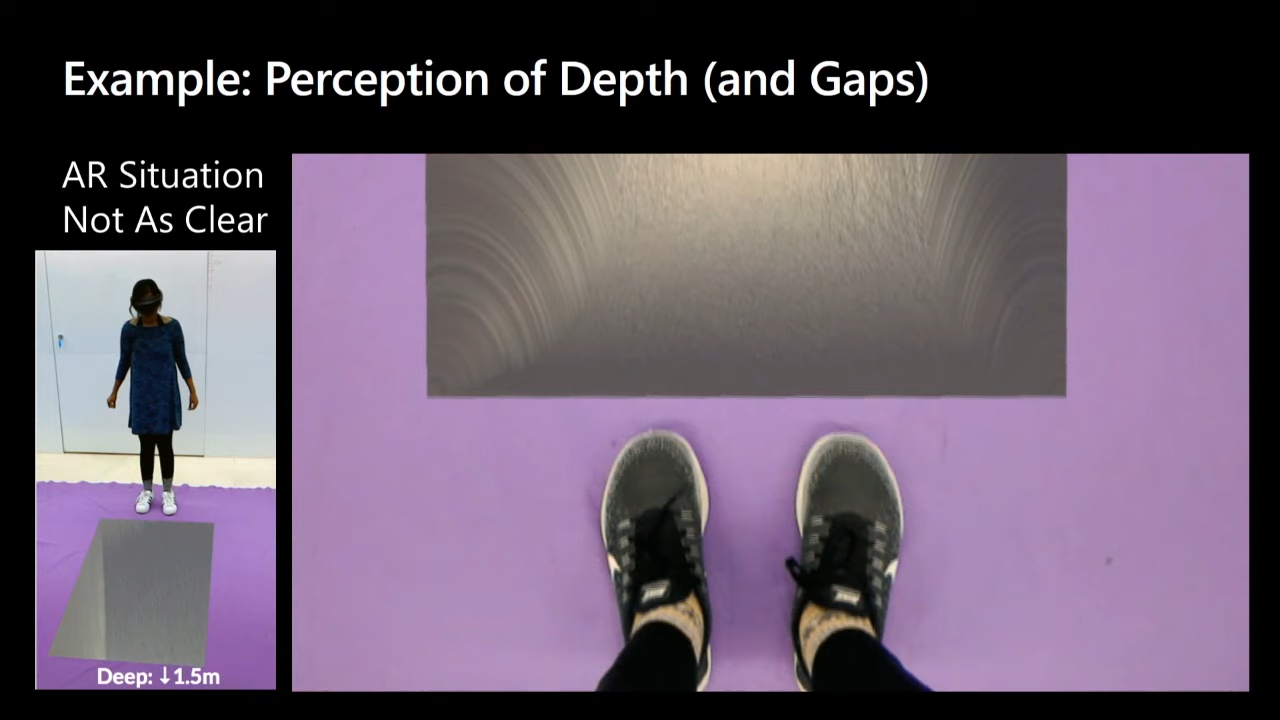 Example: Perception of Depth (and Gaps)
AR Situation
Not As Clear
Deep: ↓1.5m